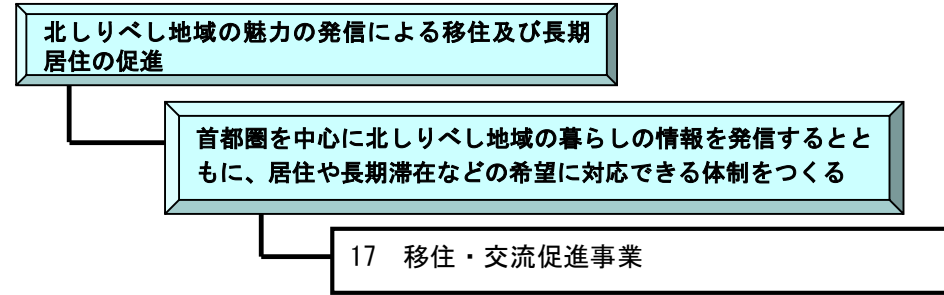 北しりべし地域の魅力の発信による移住及び長期
居住の促進
首都圏を中心に北しりべし地域の暮らしの情報を発信するとと
もに、居住や長期滞在などの希望に対応できる体制をつくる
17　移住・交流促進事業